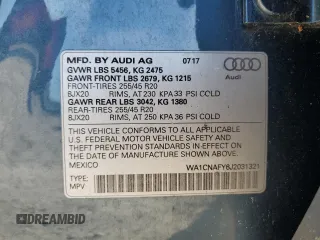 MFD. BY AUDI AG 07/17
GVWR LBS 5456, KG 2475
GAWR FRONT LBS 2679, KG 1215
FRONT-TIRES 255/45 R20
8JX20 RIMS, AT 230 KPA 33 PSI COLD
GAWR REAR LBS 3042, KG 1380
REAR-TIRES 255/45 R20
8JX20 RIMS, AT 250 KPA 36 PSI COLD
Audi
THIS VEHICLE CONFORMS TO ALL APPLICABLE
U.S. FEDERAL MOTOR VEHICLE SAFETY AND
THEFT PREVENTION STANDARDS IN EFFECT ON
THE DATE OF MANUFACTURE SHOWN ABOVE.
MEXICO WA1CNAFY8J2031321
TYPE:
MPV